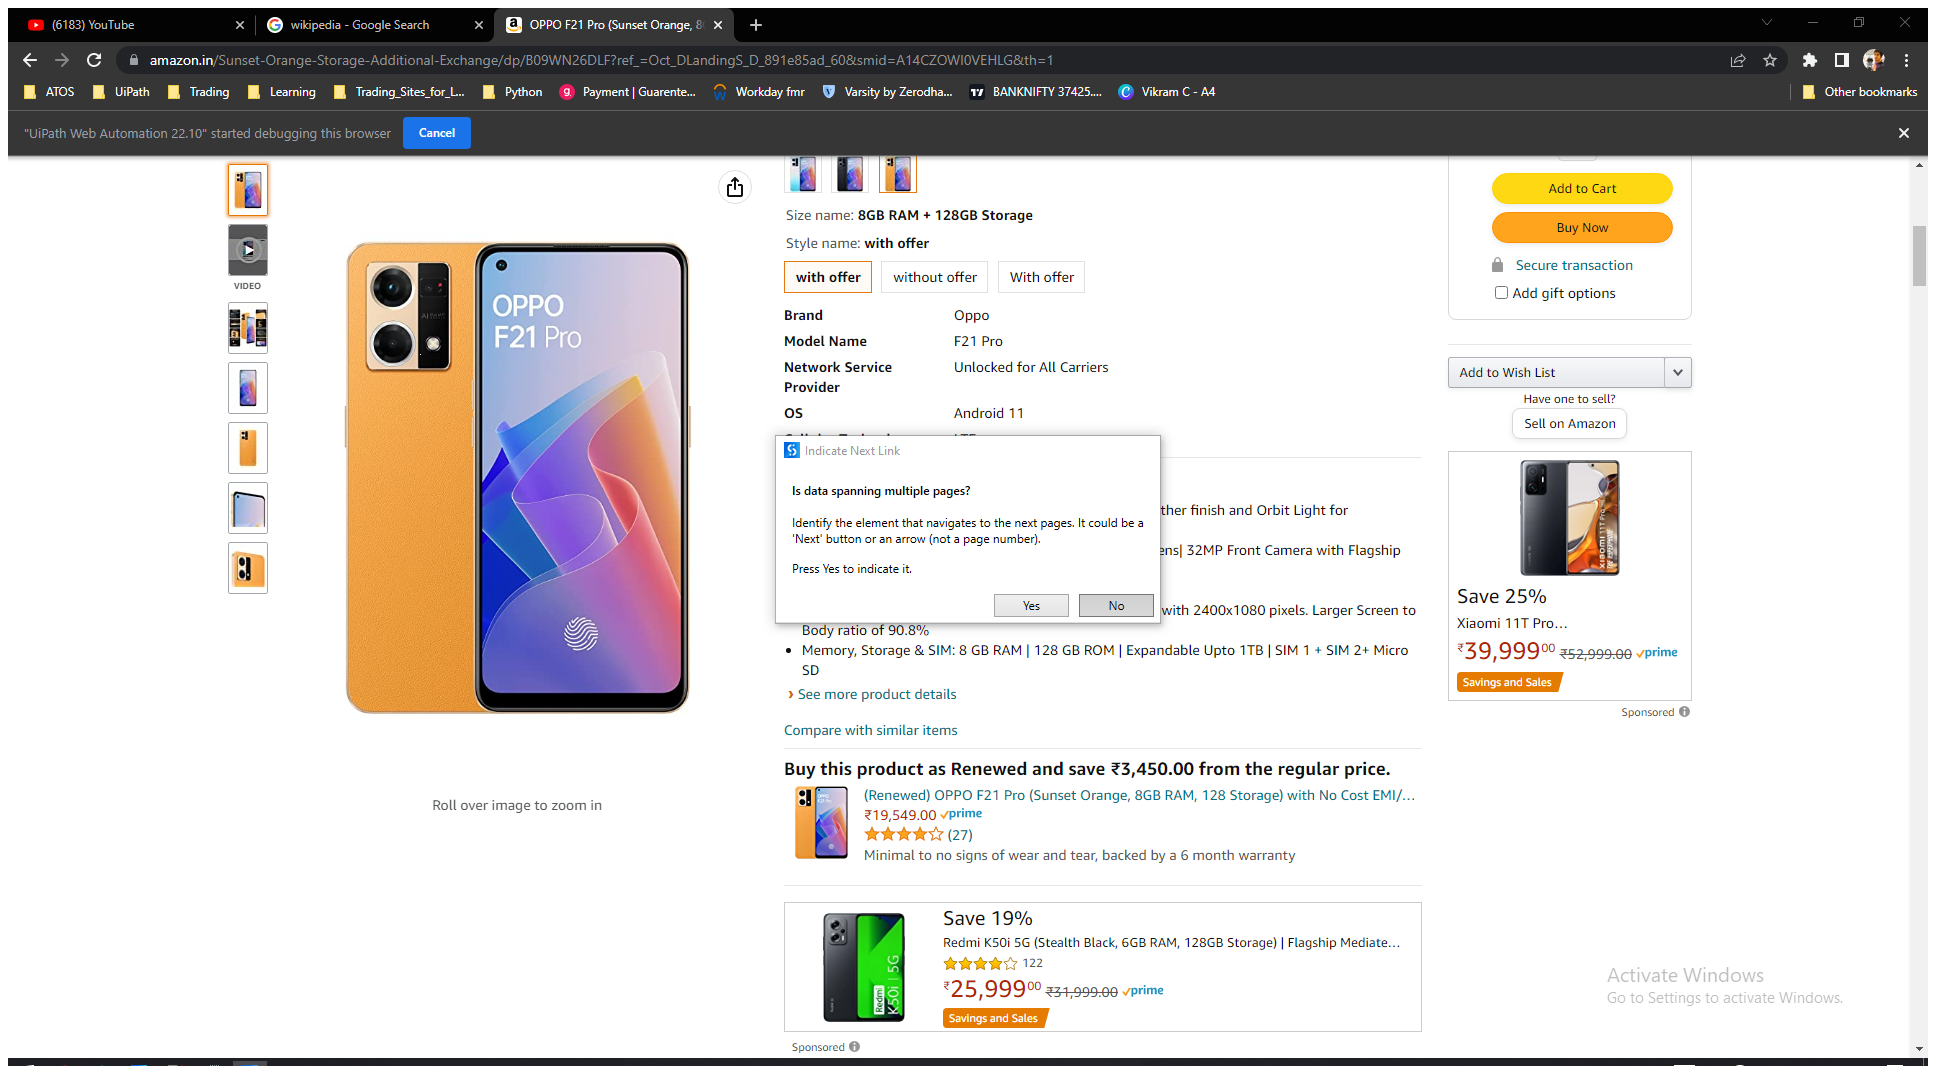 (6183) YouTube
wikipedia - Google Search
OPPO F21 Pro (Sunset Orange, 8G
amazon.in/Sunset-Orange-Storage-Additional-Exchange/dp/B09WN26DLF?ref_=Oct_DLandingS_D_891e85ad_60&smid=A14CZOWI0VEHLG&th=1
ATOS
UiPath
Trading
Learning
Trading_Sites_for_L...
Python
Payment | Guarente...
Workday fmr
Varsity by Zerodha...
BANKNIFTY 37425....
Vikram C - A4
Other bookmarks
"UiPath Web Automation 22.10" started debugging this browser
Cancel
VIDEO
OPPO
F21 Pro
Roll over image to zoom in
Size name: 8GB RAM + 128GB Storage
Style name: with offer
with offer
without offer
With offer
Brand Oppo
Model Name F21 Pro
Network Service Provider Unlocked for All Carriers
OS Android 11
Indicate Next Link
Is data spanning multiple pages?
Identify the element that navigates to the next pages. It could be a
'Next' button or an arrow (not a page number).
Press Yes to indicate it.
Yes
No
ther finish and Orbit Light for
ens| 32MP Front Camera with Flagship
with 2400x1080 pixels. Larger Screen to
Body ratio of 90.8%
Memory, Storage & SIM: 8 GB RAM | 128 GB ROM | Expandable Upto 1TB | SIM 1 + SIM 2+ Micro
SD
› See more product details
Compare with similar items
Buy this product as Renewed and save ₹3,450.00 from the regular price.
(Renewed) OPPO F21 Pro (Sunset Orange, 8GB RAM, 128 Storage) with No Cost EMI/...
₹19,549.00 prime
(27)
Minimal to no signs of wear and tear, backed by a 6 month warranty
Save 19%
Redmi K50i 5G (Stealth Black, 6GB RAM, 128GB Storage) | Flagship Mediate...
122
₹25,99900 ₹31,999.00 prime
Savings and Sales
Redmi
K50i | 5G
Sponsored
Add to Cart
Buy Now
Secure transaction
Add gift options
Add to Wish List
Have one to sell?
Sell on Amazon
Save 25%
Xiaomi 11T Pro...
₹39,99900 ₹52,999.00 prime
Savings and Sales
Sponsored
Activate Windows
Go to Settings to activate Windows.